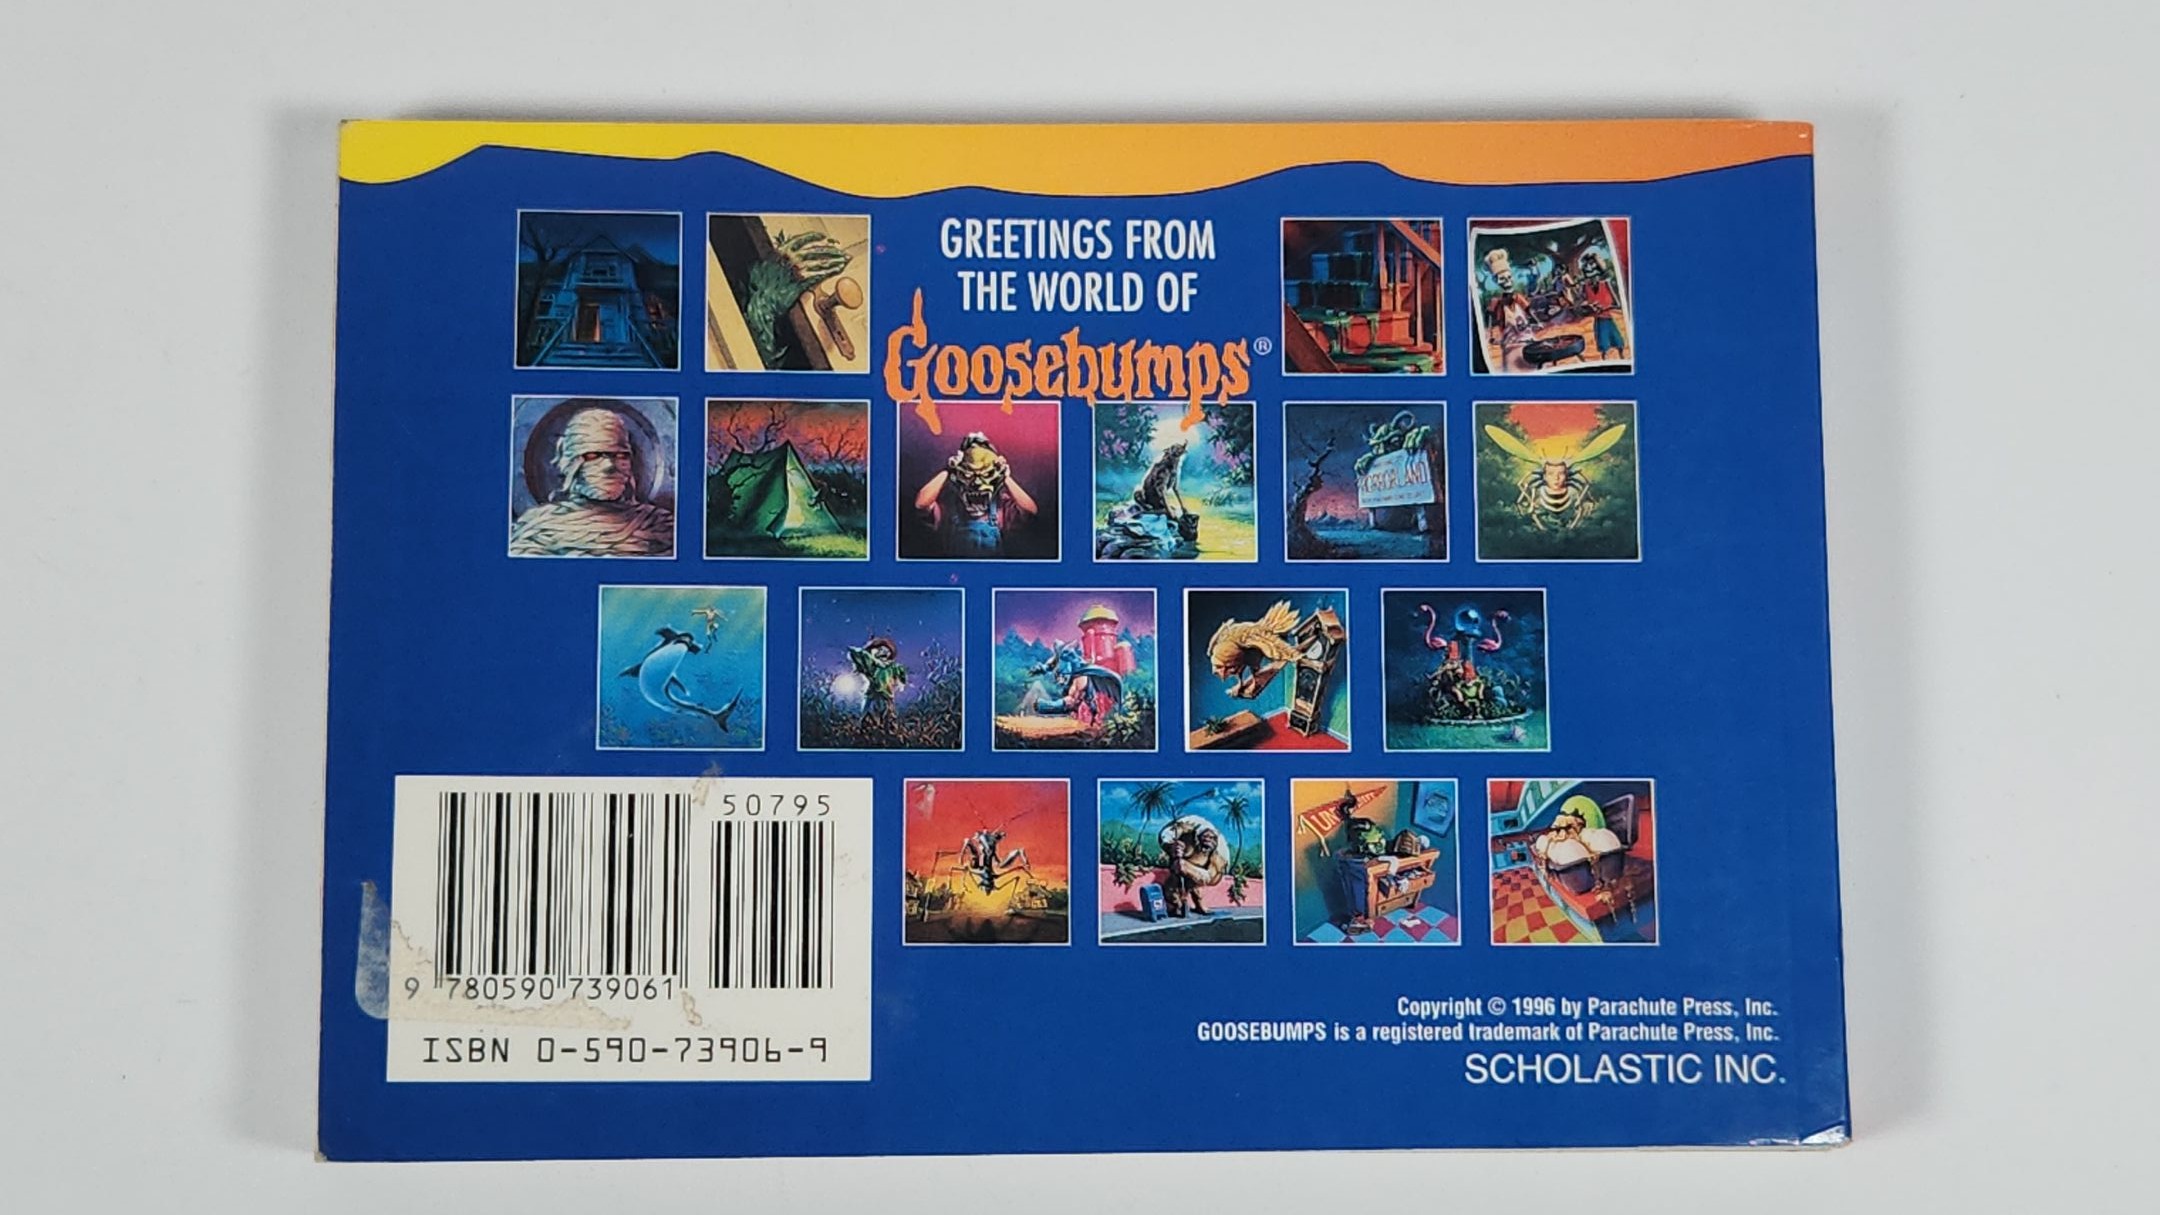 GREETINGS FROM
THE WORLD OF
Goosebumps®
HORRORLAND
50795
9 780590 739061
ISBN 0-590-73906-9
Copyright © 1996 by Parachute Press, Inc.
GOOSEBUMPS is a registered trademark of Parachute Press, Inc.
SCHOLASTIC INC.